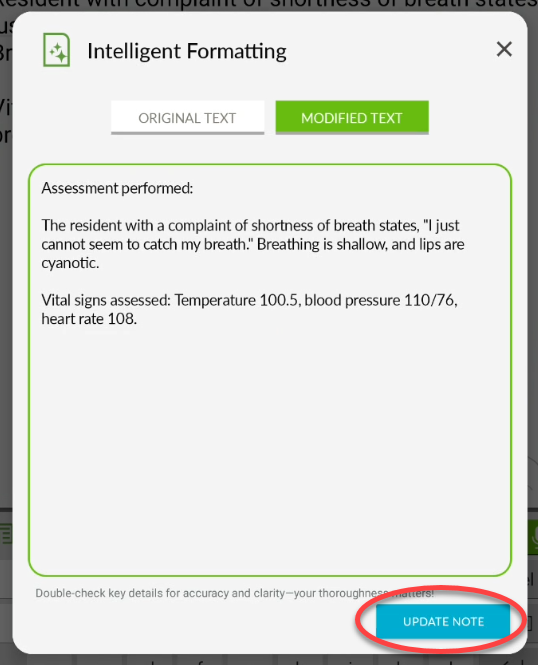 Resident with complaint of shortness of breath states
Intelligent Formatting
ORIGINAL TEXT
MODIFIED TEXT
Assessment performed:
The resident with a complaint of shortness of breath states, "I just
cannot seem to catch my breath." Breathing is shallow, and lips are
cyanotic.
Vital signs assessed: Temperature 100.5, blood pressure 110/76,
heart rate 108.
Double-check key details for accuracy and clarity—your thoroughness matters!
UPDATE NOTE